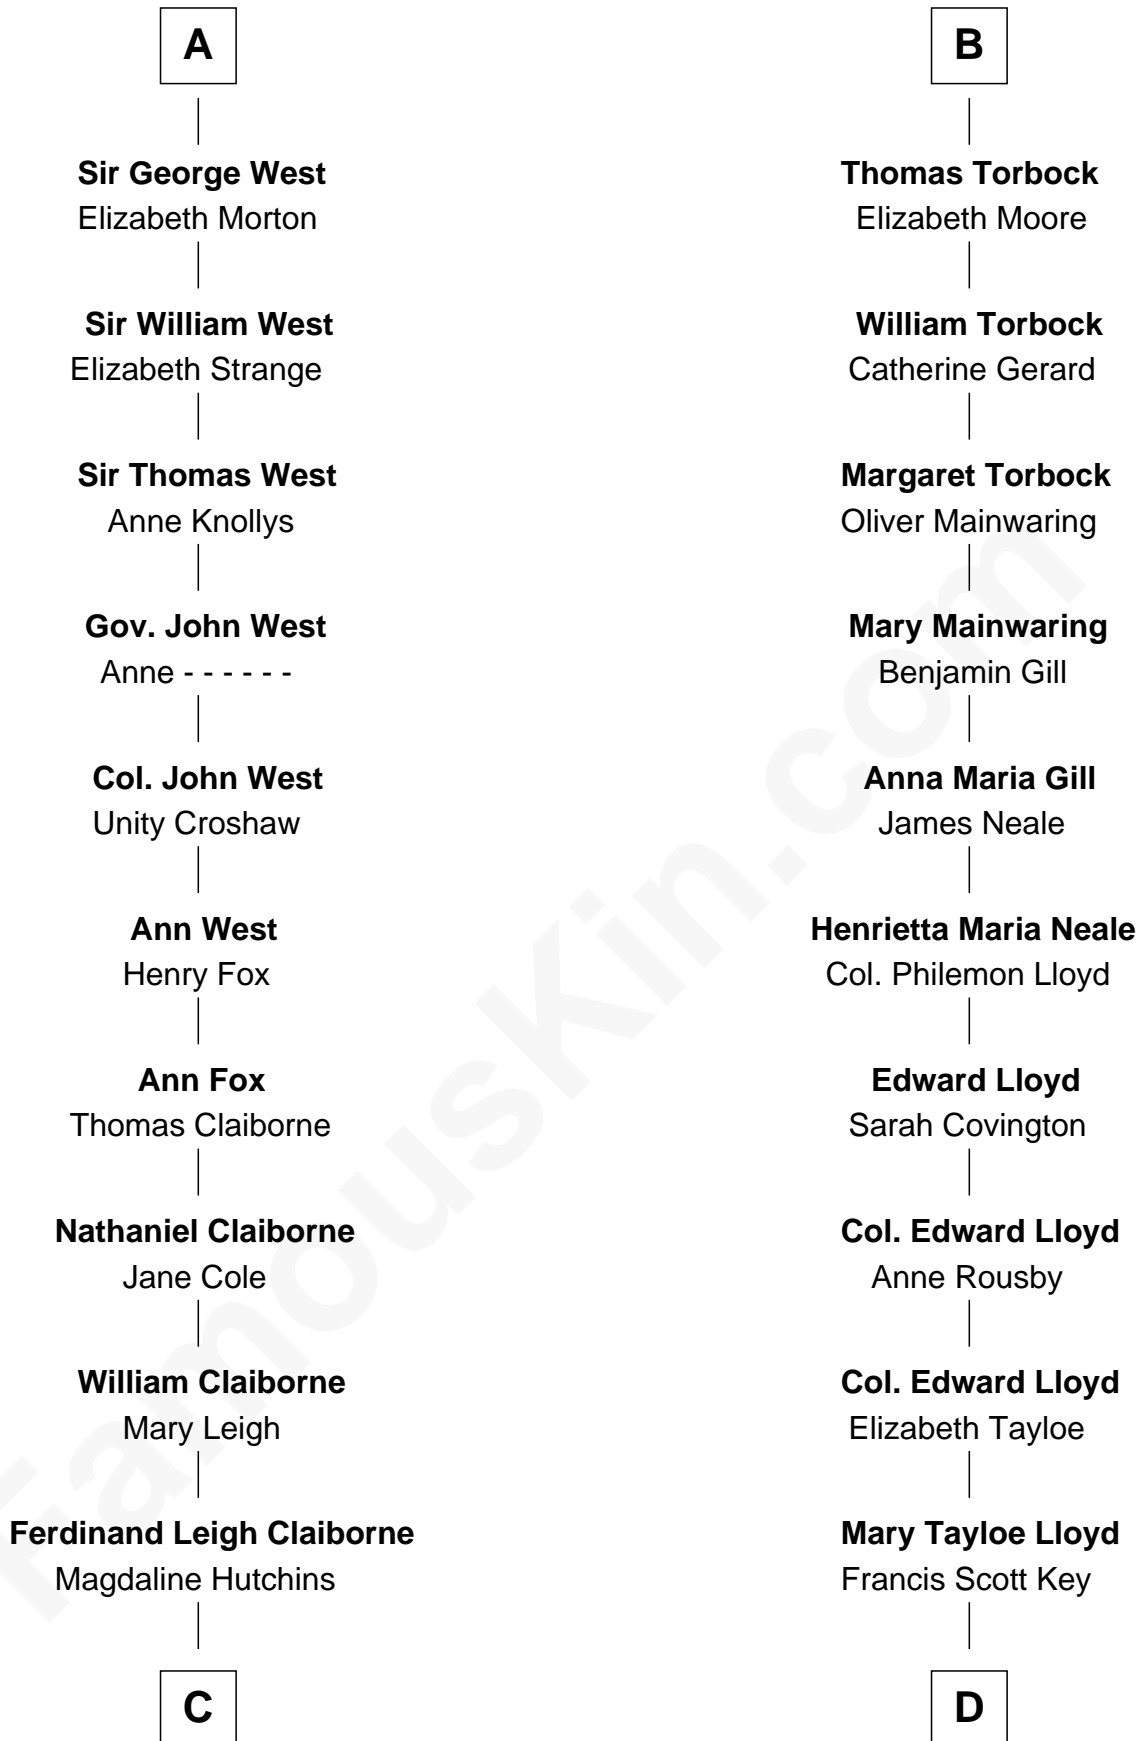 A
Sir George West
Elizabeth Morton
Sir William West
Elizabeth Strange
Sir Thomas West
Anne Knollys
Gov. John West
Anne - - - - - -
Col. John West
Unity Croshaw
Ann West
Henry Fox
Ann Fox
Thomas Claiborne
Nathaniel Claiborne
Jane Cole
William Claiborne
Mary Leigh
Ferdinand Leigh Claiborne
Magdaline Hutchins
C
B
Thomas Torbock
Elizabeth Moore
William Torbock
Catherine Gerard
Margaret Torbock
Oliver Mainwaring
Mary Mainwaring
Benjamin Gill
Anna Maria Gill
James Neale
Henrietta Maria Neale
Col. Philemon Lloyd
Edward Lloyd
Sarah Covington
Col. Edward Lloyd
Anne Rousby
Col. Edward Lloyd
Elizabeth Tayloe
Mary Tayloe Lloyd
Francis Scott Key
D
FamousKin.com